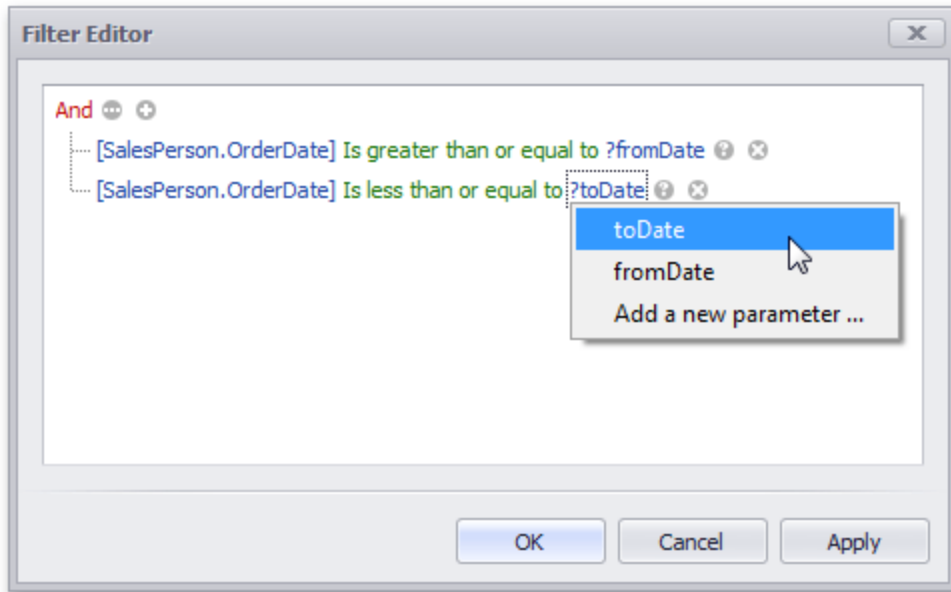 Filter Editor
And
[SalesPerson.OrderDate] Is greater than or equal to ?fromDate
[SalesPerson.OrderDate] Is less than or equal to ?toDate
toDate
fromDate
Add a new parameter ...
OK Cancel Apply